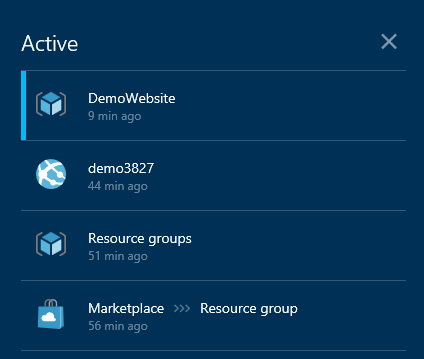 Active
DemoWebsite
9 min ago
demo3827
44 min ago
Resource groups
51 min ago
Marketplace >>> Resource group
56 min ago